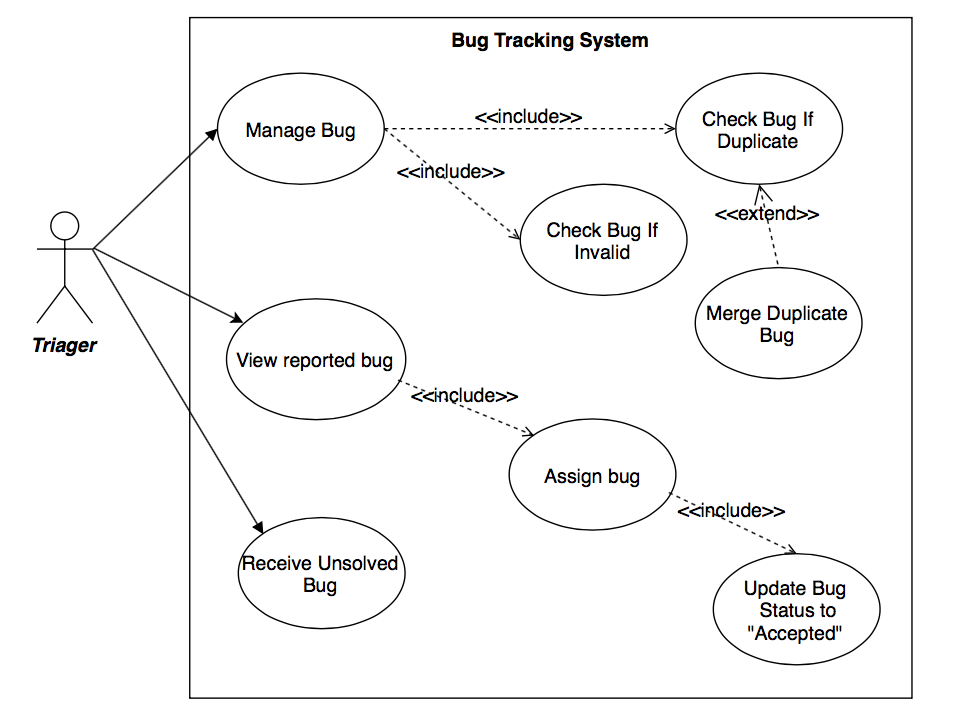 Bug Tracking System
Manage Bug
<<include>>
Check Bug If
Duplicate
<<include>>
<<extend>>
Check Bug If
Invalid
Merge Duplicate
Bug
Triager
View reported bug
<<include>>
Assign bug
<<include>>
Receive Unsolved
Bug
Update Bug
Status to
"Accepted"